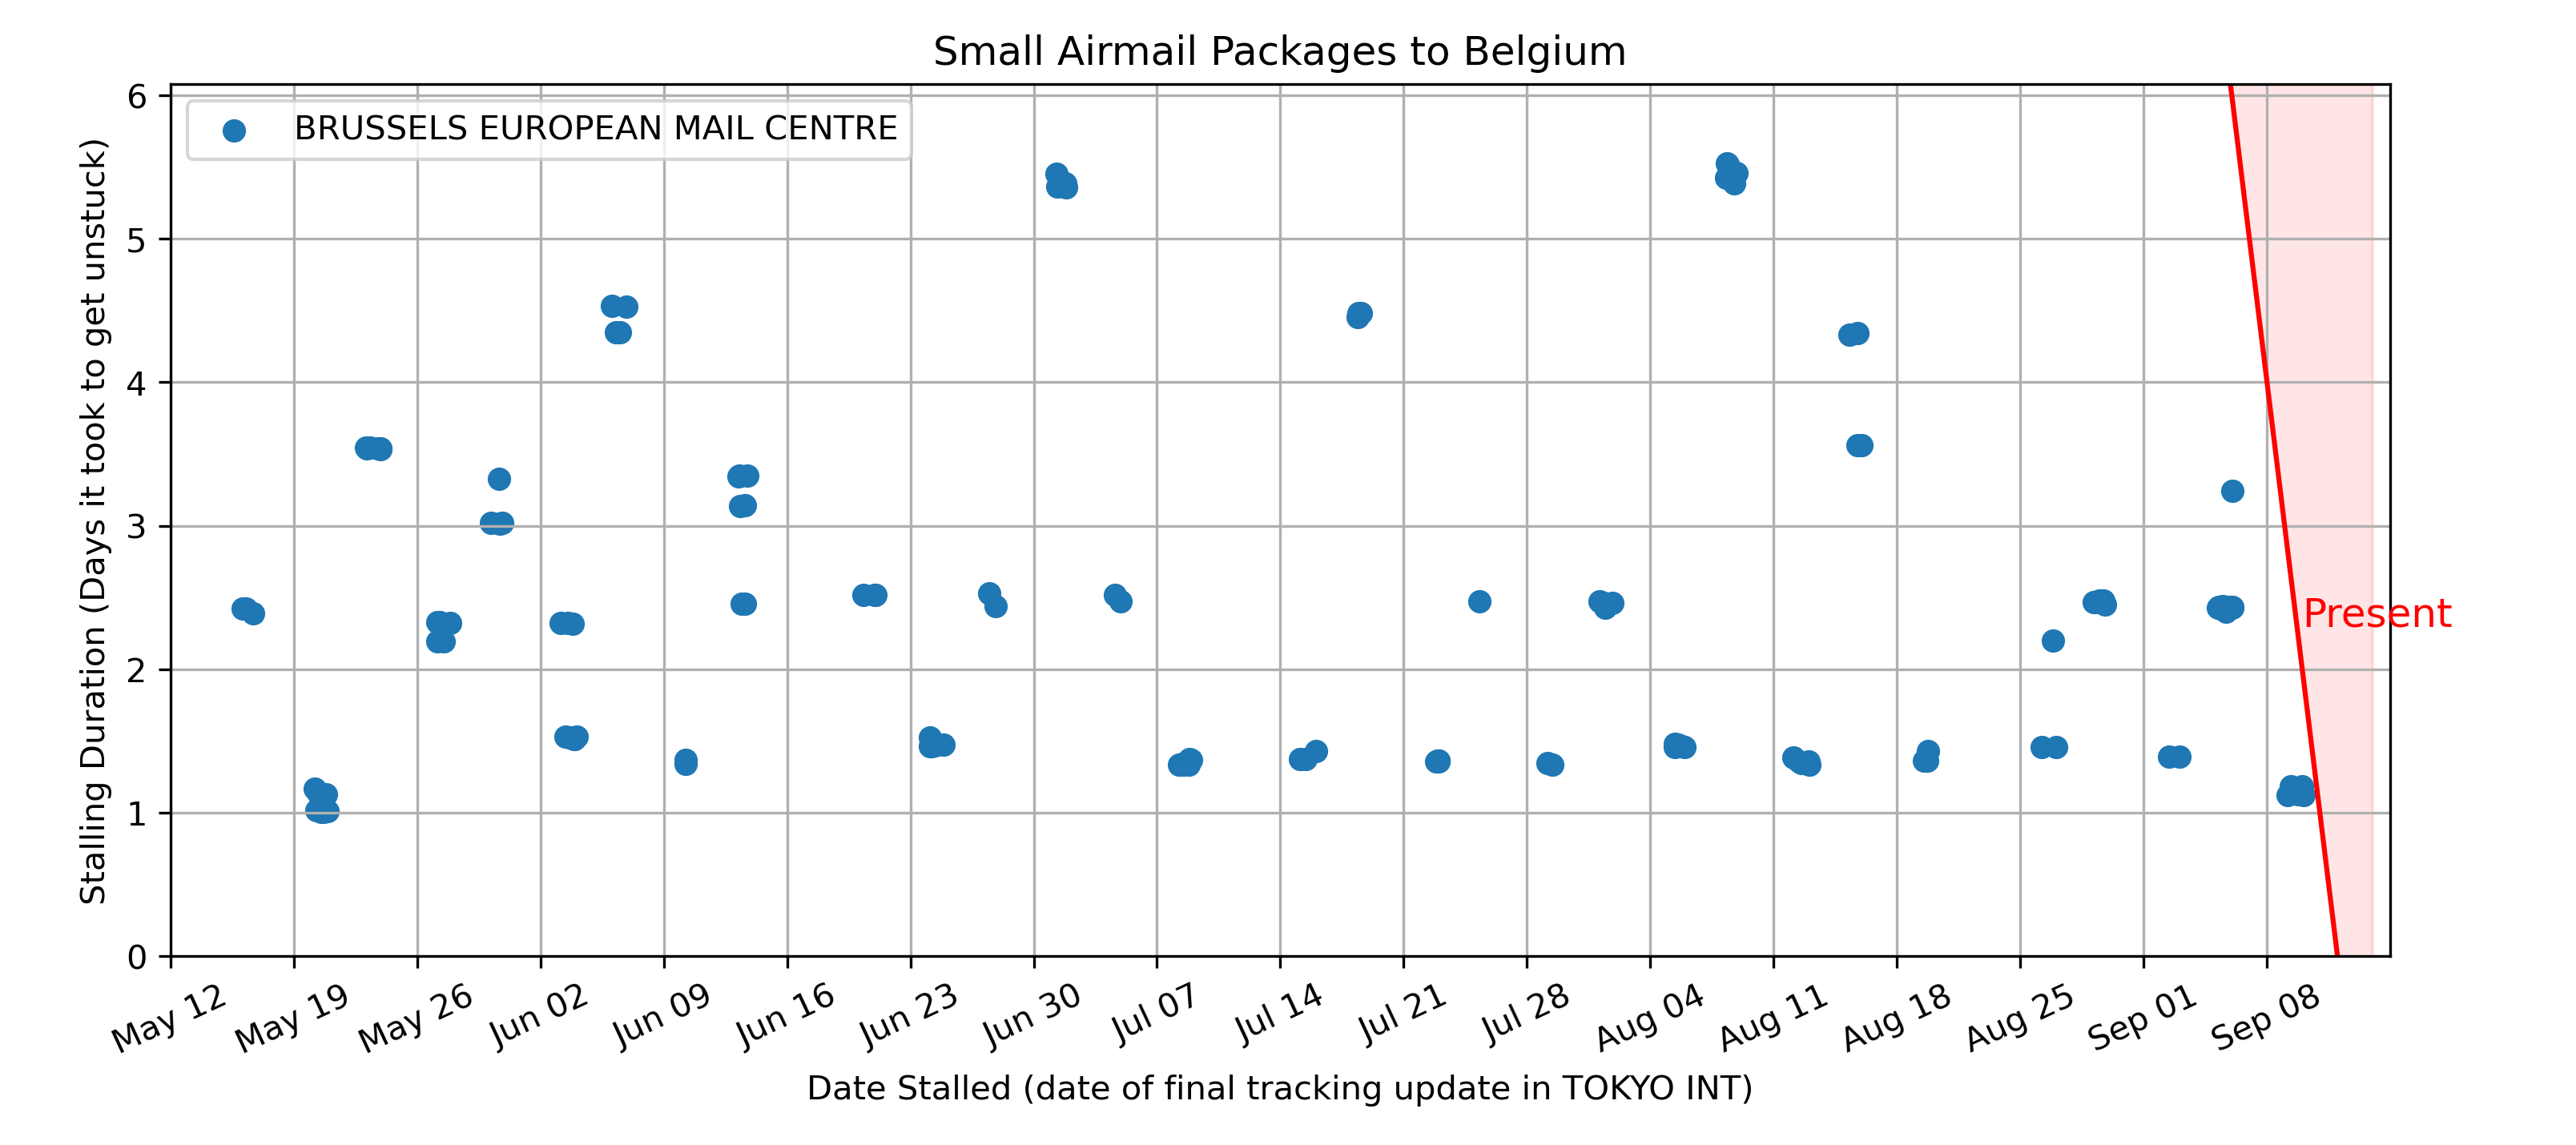 Small Airmail Packages to Belgium
BRUSSELS EUROPEAN MAIL CENTRE
Stalling Duration (Days it took to get unstuck)
6
5
4
3
2
1
0
Present
May 12
May 19
May 26
Jun 02
Jun 09
Jun 16
Jun 23
Jun 30
Jul 07
Jul 14
Jul 21
Jul 28
Aug 04
Aug 11
Aug 18
Aug 25
Sep 01
Sep 08
Date Stalled (date of final tracking update in TOKYO INT)